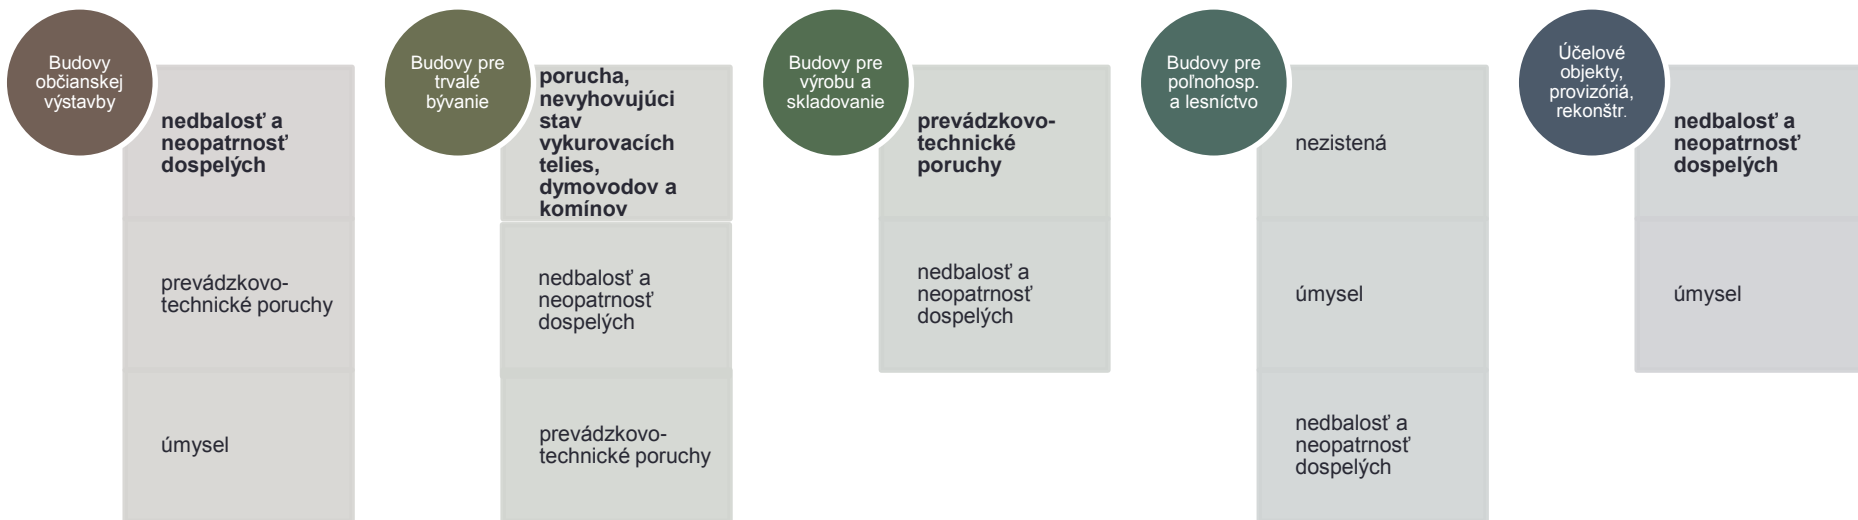 Budovy
občianskej
výstavby
nedbalosť a
neopatrnosť
dospelých
prevádzkovo-
technické poruchy
úmysel
Budovy pre
trvalé
bývanie
porucha,
nevyhovujúci
stav
vykurovacích
telies,
dymovodov a
komínov
nedbalosť a
neopatrnosť
dospelých
prevádzkovo-
technické poruchy
Budovy pre
výrobu a
skladovanie
prevádzkovo-
technické
poruchy
nedbalosť a
neopatrnosť
dospelých
Budovy pre
poľnohosp.
a lesníctvo
nezistená
úmysel
nedbalosť a
neopatrnosť
dospelých
Účelové
objekty,
provizóriá,
rekonštr.
nedbalosť a
neopatrnosť
dospelých
úmysel